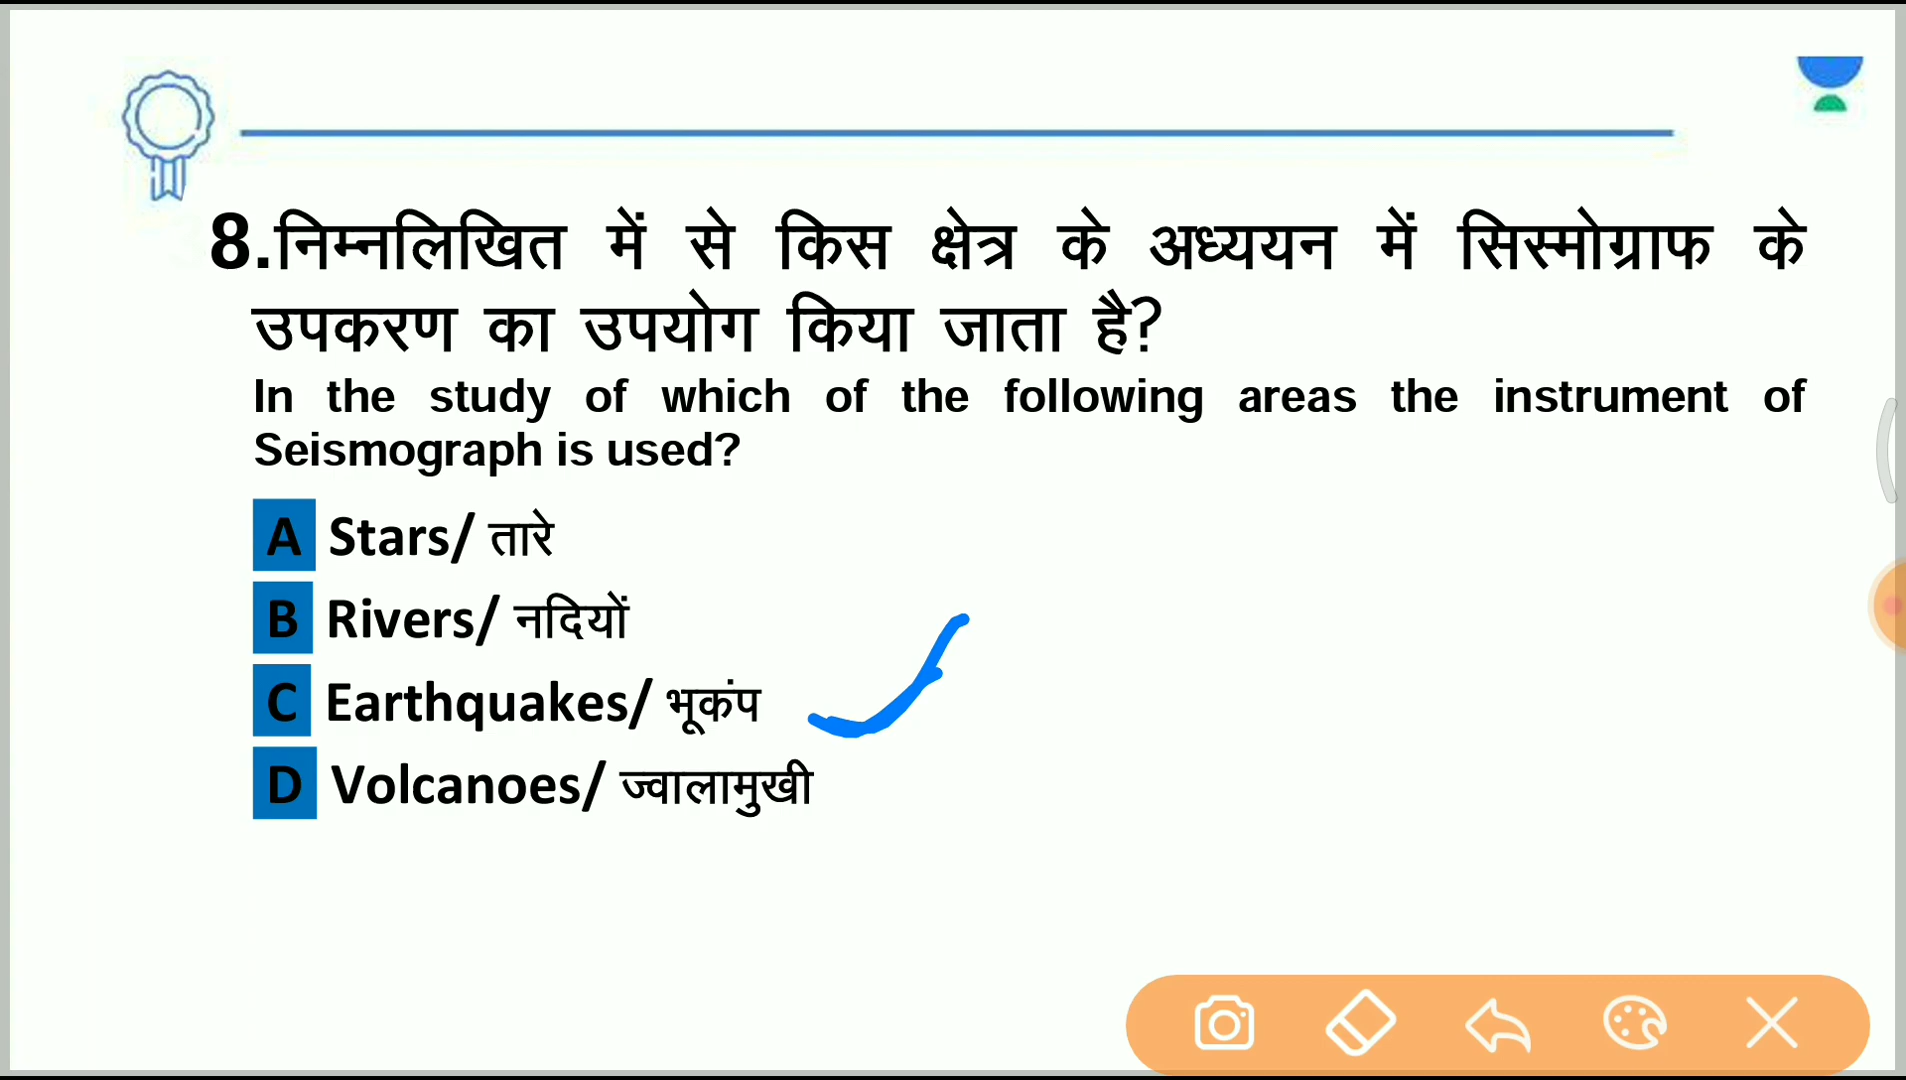 8.निम्नलिखित में से किस क्षेत्र के अध्ययन में सिस्मोग्राफ के
उपकरण का उपयोग किया जाता है?
In the study of which of the following areas the instrument of
Seismograph is used?
A Stars/ तारे
B Rivers/ नदियों
C Earthquakes/ भूकंप
D Volcanoes/ ज्वालामुखी